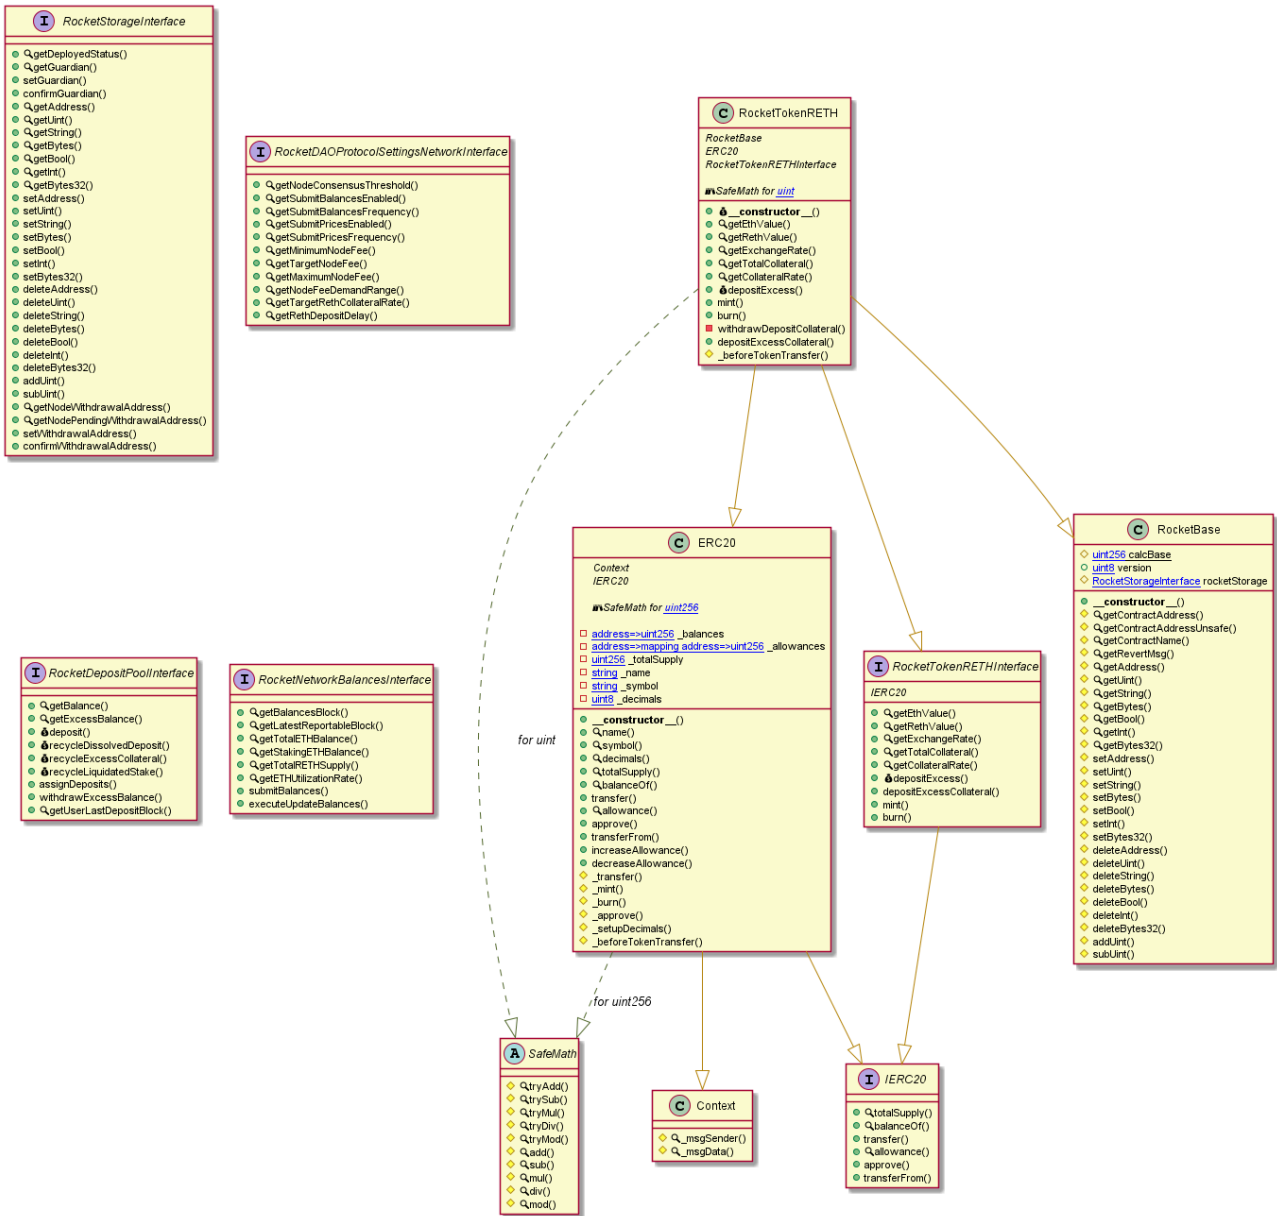 I RocketStorageInterface
getDeployedStatus()
getGuardian()
setGuardian()
confirmGuardian()
getAddress()
getUint()
getString()
getBytes()
getBool()
getInt()
getBytes32()
setAddress()
setUint()
setString()
setBytes()
setBool()
setInt()
setBytes32()
deleteAddress()
deleteUint()
deleteString()
deleteBytes()
deleteBool()
deleteInt()
deleteBytes32()
addUint()
subUint()
getNodeWithdrawalAddress()
getNodePendingWithdrawalAddress()
setWithdrawalAddress()
confirmWithdrawalAddress()
I RocketDAOProtocolSettingsNetworkInterface
getNodeConsensusThreshold()
getSubmitBalancesEnabled()
getSubmitBalancesFrequency()
getSubmitPricesEnabled()
getSubmitPricesFrequency()
getMinimumNodeFee()
getTargetNodeFee()
getMaximumNodeFee()
getNodeFeeDemandRange()
getTargetRethCollateralRate()
getRethDepositDelay()
C RocketTokenRETH
RocketBase
ERC20
RocketTokenRETHInterface
SafeMath for uint
__constructor__()
getEthValue()
getRethValue()
getExchangeRate()
getTotalCollateral()
getCollateralRate()
depositExcess()
mint()
burn()
withdrawDepositCollateral()
depositExcessCollateral()
_beforeTokenTransfer()
C ERC20
Context
IERC20
SafeMath for uint256
address=>uint256 _balances
address=>mapping address=>uint256 _allowances
uint256 _totalSupply
string _name
string _symbol
uint8 _decimals
__constructor__()
name()
symbol()
decimals()
totalSupply()
balanceOf()
transfer()
allowance()
approve()
transferFrom()
increaseAllowance()
decreaseAllowance()
_transfer()
_mint()
_burn()
_approve()
_setupDecimals()
_beforeTokenTransfer()
C RocketBase
uint256 calcBase
uint8 version
RocketStorageInterface rocketStorage
__constructor__()
getContractAddress()
getContractAddressUnsafe()
getContractName()
getRevertMsg()
getAddress()
getUint()
getString()
getBytes()
getBool()
getInt()
getBytes32()
setAddress()
setUint()
setString()
setBytes()
setBool()
setInt()
setBytes32()
deleteAddress()
deleteUint()
deleteString()
deleteBytes()
deleteBool()
deleteInt()
deleteBytes32()
addUint()
subUint()
I RocketTokenRETHInterface
IERC20
getEthValue()
getRethValue()
getExchangeRate()
getTotalCollateral()
getCollateralRate()
depositExcess()
depositExcessCollateral()
mint()
burn()
I RocketDepositPoolInterface
getBalance()
getExcessBalance()
deposit()
recycleDissolvedDeposit()
recycleExcessCollateral()
recycleLiquidatedStake()
assignDeposits()
withdrawExcessBalance()
getUserLastDepositBlock()
I RocketNetworkBalancesInterface
getBalancesBlock()
getLatestReportableBlock()
getTotalETHBalance()
getStakingETHBalance()
getTotalRETHSupply()
getETHUtilizationRate()
submitBalances()
executeUpdateBalances()
for uint
for uint256
A SafeMath
tryAdd()
trySub()
tryMul()
tryDiv()
tryMod()
add()
sub()
mul()
div()
mod()
C Context
_msgSender()
_msgData()
I IERC20
totalSupply()
balanceOf()
transfer()
allowance()
approve()
transferFrom()